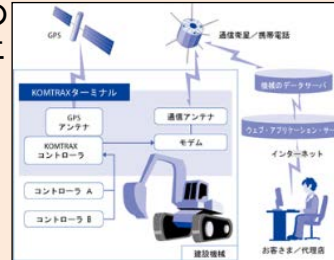 の
GPS
通信衛星／携帯電話
KOMTRAXターミナル
GPS
アンテナ
通信アンテナ
KOMTRAX
コントローラ
モデム
コントローラ A
コントローラ B
建設機械
機械のデータサーバ
ウェブ・アプリケーション・サー
インターネット
お客さま／代理店